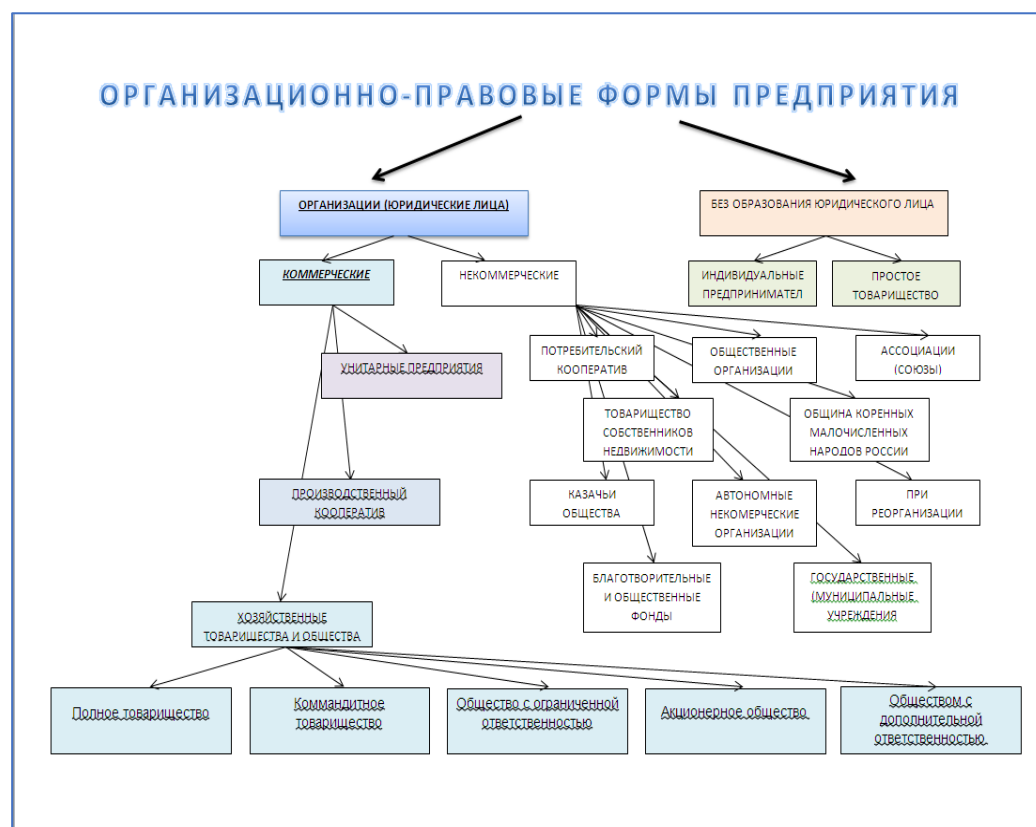 ОРГАНИЗАЦИОННО-ПРАВОВЫЕ ФОРМЫ ПРЕДПРИЯТИЯ
ОРГАНИЗАЦИИ (ЮРИДИЧЕСКИЕ ЛИЦА)
БЕЗ ОБРАЗОВАНИЯ ЮРИДИЧЕСКОГО ЛИЦА
КОММЕРЧЕСКИЕ
НЕКОММЕРЧЕСКИЕ
ИНДИВИДУАЛЬНЫЕ
ПРЕДПРИНИМАТЕЛ
ПРОСТОЕ
ТОВАРИЩЕСТВО
УНИТАРНЫЕ ПРЕДПРИЯТИЯ
ПОТРЕБИТЕЛЬСКИЙ
КООПЕРАТИВ
ОБЩЕСТВЕННЫЕ
ОРГАНИЗАЦИИ
АССОЦИАЦИИ
(СОЮЗЫ)
ТОВАРИЩЕСТВО
СОБСТВЕННИКОВ
НЕДВИЖИМОСТИ
ОБЩИНА КОРЕННЫХ
МАЛОЧИСЛЕННЫХ
НАРОДОВ РОССИИ
ПРОИЗВОДСТВЕННЫЙ
КООПЕРАТИВ
КАЗАЧЬИ
ОБЩЕСТВА
АВТОНОМНЫЕ
НЕКОМЕРЧЕСКИЕ
ОРГАНИЗАЦИИ
ПРИ
РЕОРГАНИЗАЦИИ
БЛАГОТВОРИТЕЛЬНЫЕ
И ОБЩЕСТВЕННЫЕ
ФОНДЫ
ГОСУДАРСТВЕННЫЕ
(МУНИЦИПАЛЬНЫЕ
УЧРЕЖДЕНИЯ
ХОЗЯЙСТВЕННЫЕ
ТОВАРИЩЕСТВА И ОБЩЕСТВА
Полное товарищество
Коммандитное
товарищество
Общество с ограниченной
ответственностью
Акционерное общество
Обществом с
дополнительной
ответственностью